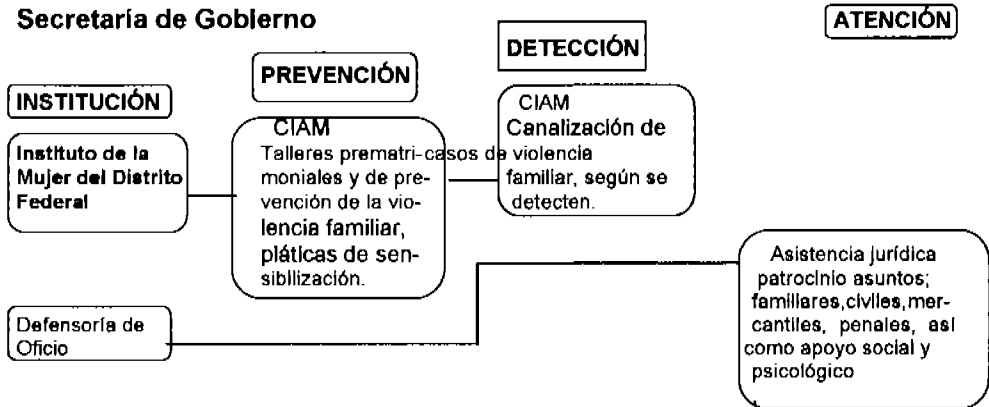 Secretaría de Gobierno
ATENCIÓN
DETECCIÓN
PREVENCIÓN
INSTITUCIÓN
Instituto de la
Mujer del Distrito
Federal
CIAM
Talleres prematri-
moniales y de pre-
vención de la vio-
lencia familiar,
pláticas de sen-
sibilización.
CIAM
Canalización de
casos de violencia
familiar, según se
detecten.
Defensoría de
Oficio
Asistencia jurídica
patrocinio asuntos;
familiares,civiles,mer-
cantiles, penales, así
como apoyo social y
psicológico